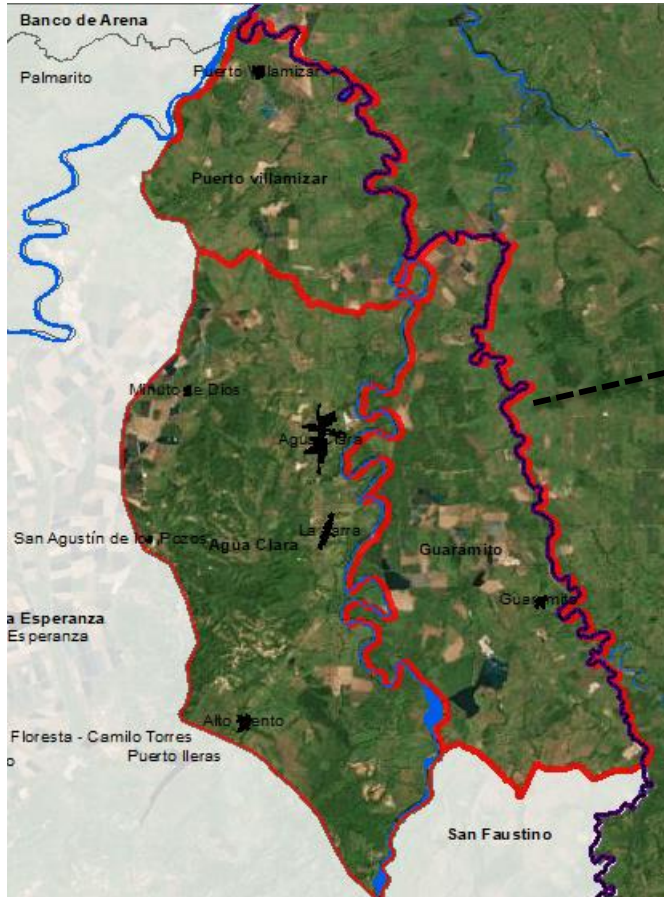 Banco de Arena
Palmarito
Puerto Villamizar
Puerto villamizar
Minuto de Dios
Agua Clara
La Jarra
San Agustín de los Pozos
Agua Clara
Guaramito
Guaramito
a Esperanza
Esperanza
Alto Viento
Floresta - Camilo Torres
Puerto lleras
o
San Faustino